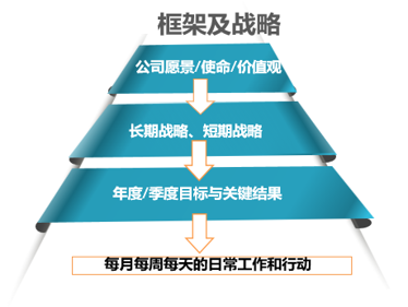 框架及战略
公司愿景/使命/价值观
长期战略、短期战略
年度/季度目标与关键结果
每月每周每天的日常工作和行动